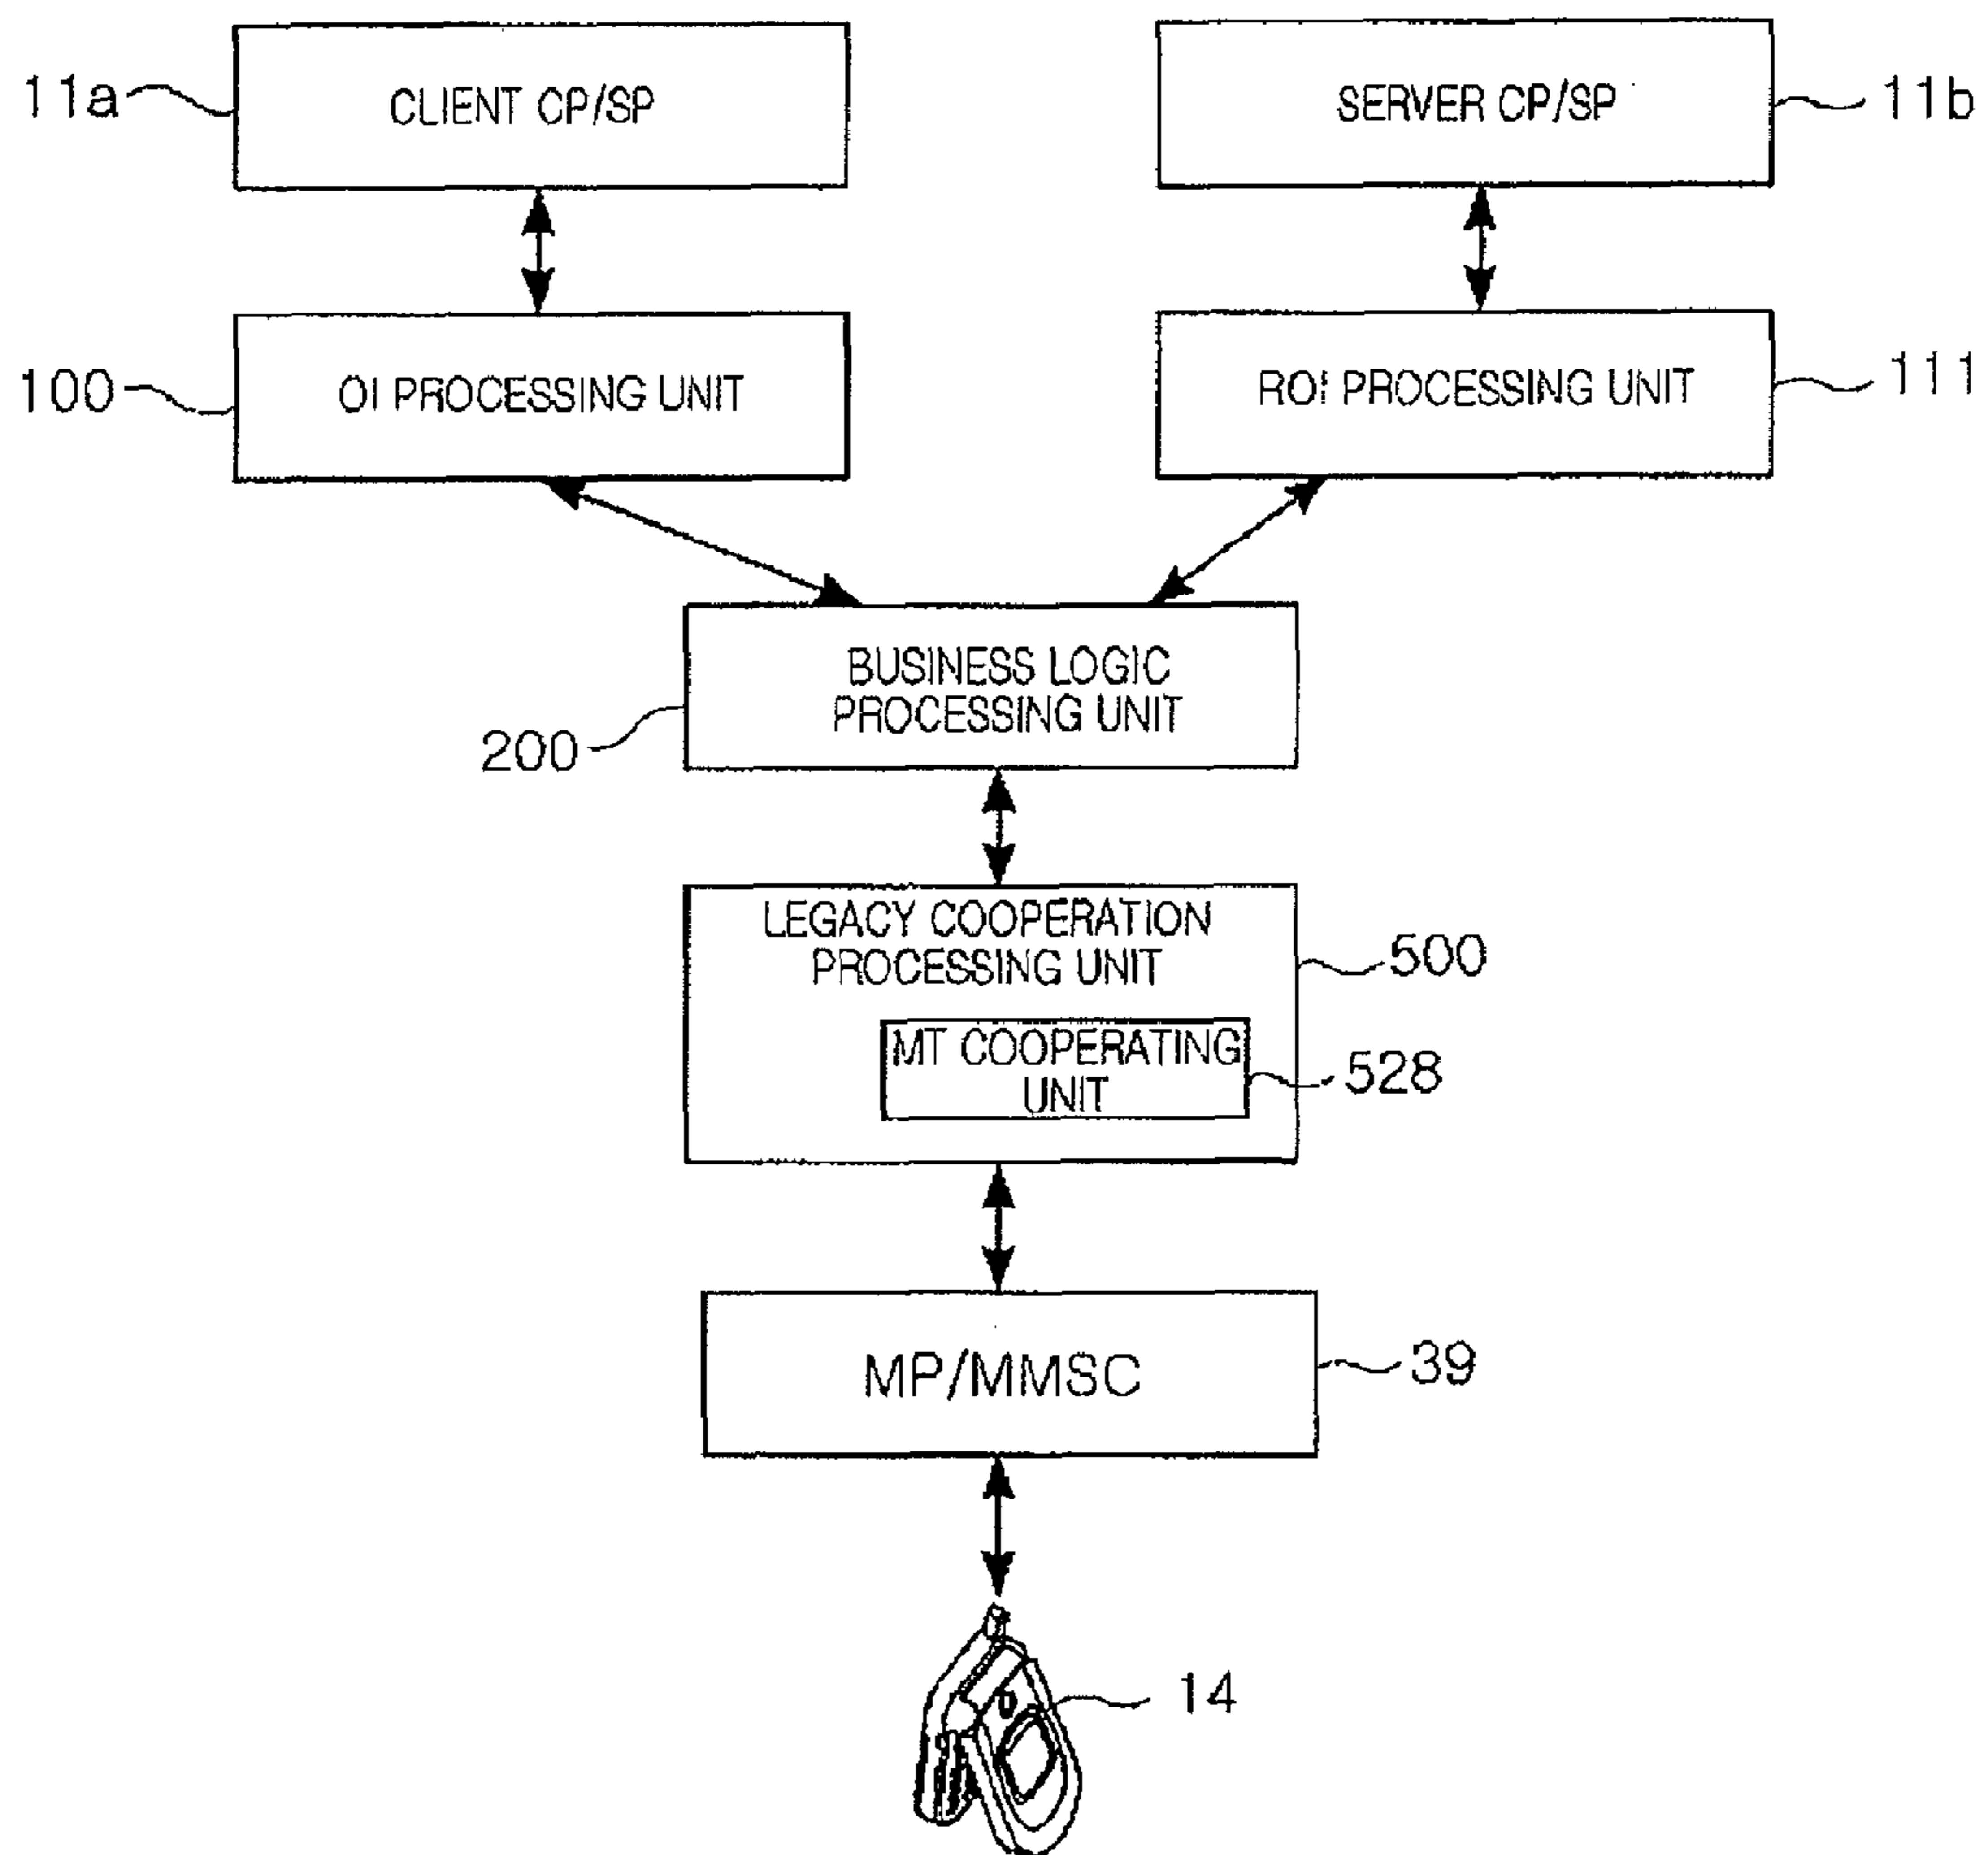 11a
CLIENT CP/SP
SERVER CP/SP
11b
100
OI PROCESSING UNIT
ROI PROCESSING UNIT
111
BUSINESS LOGIC
PROCESSING UNIT
200
LEGACY COOPERATION
PROCESSING UNIT
500
MT COOPERATING
UNIT
528
MP/MMSC
39
14